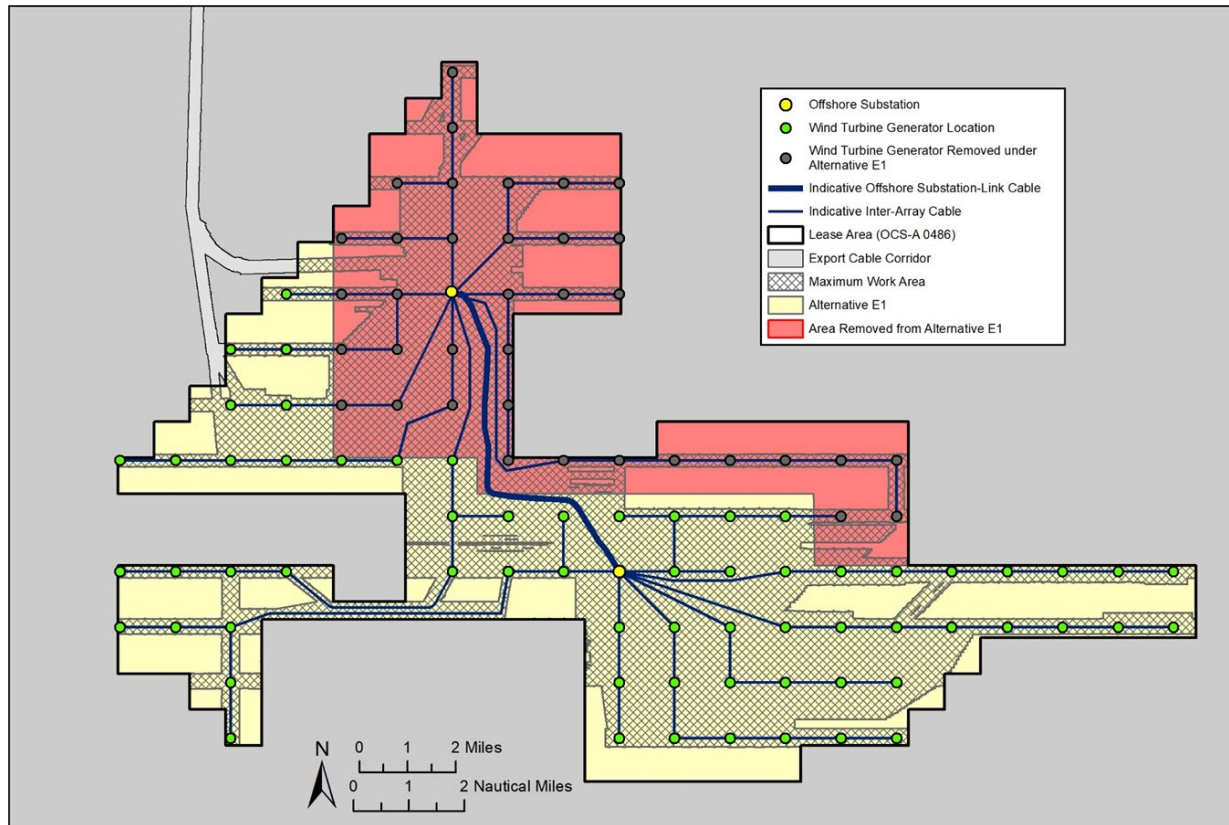 Offshore Substation
Wind Turbine Generator Location
Wind Turbine Generator Removed under
Alternative E1
Indicative Offshore Substation-Link Cable
Indicative Inter-Array Cable
Lease Area (OCS-A 0486)
Export Cable Corridor
Maximum Work Area
Alternative E1
Area Removed from Alternative E1
N
0 1 2 Miles
0 1 2 Nautical Miles